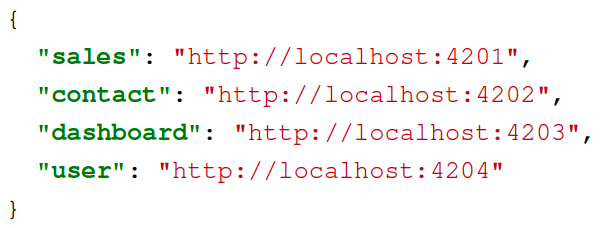 {
  "sales": "http://localhost:4201",
  "contact": "http://localhost:4202",
  "dashboard": "http://localhost:4203",
  "user": "http://localhost:4204"
}